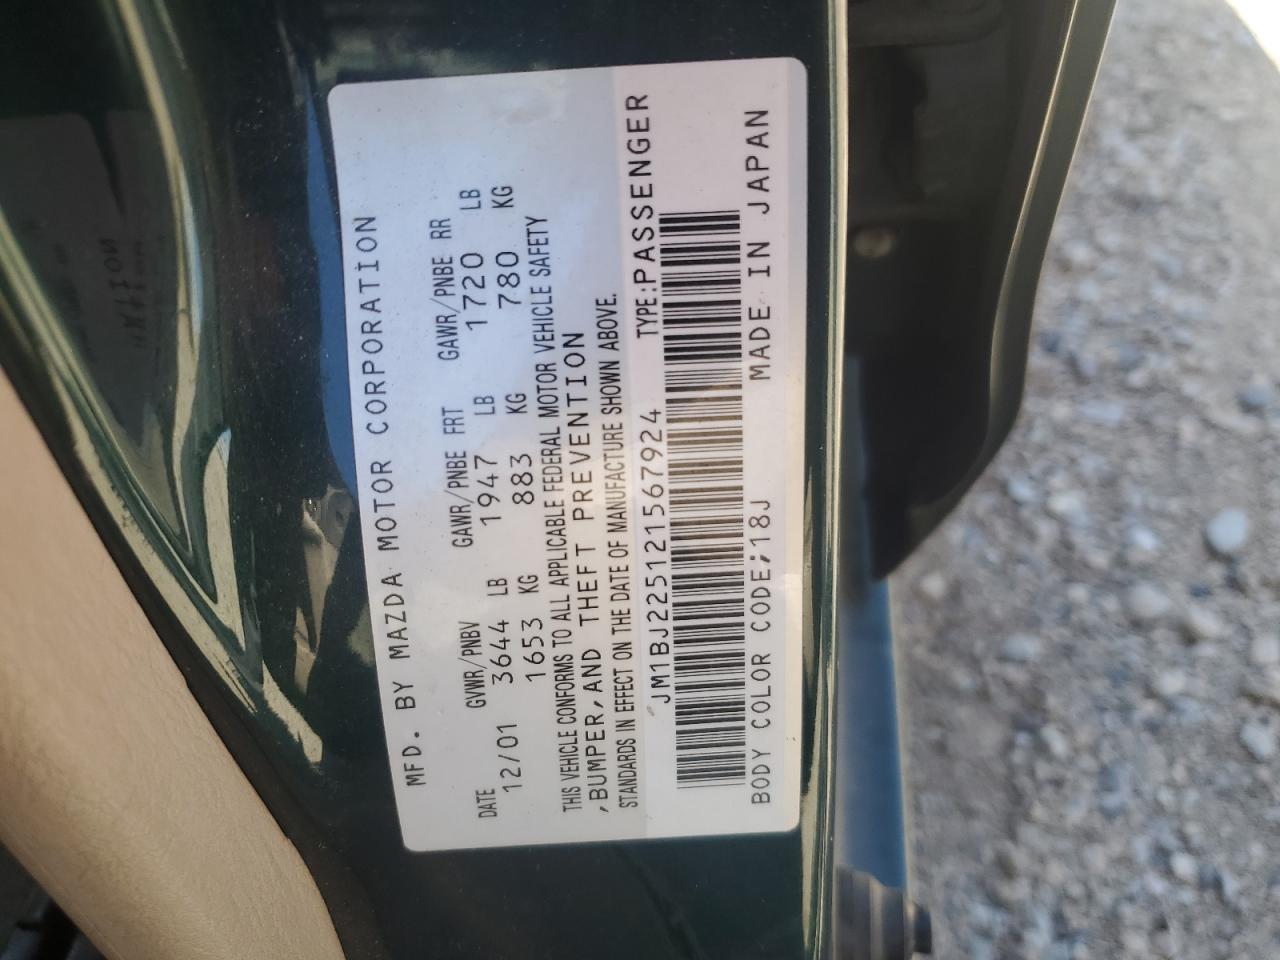 MFD. BY MAZDA MOTOR CORPORATION
DATE GVWR/PNBV GAWR/PNBE FRT GAWR/PNBE RR
12/01 3644 LB 1947 LB 1720 LB
1653 KG 883 KG 780 KG
THIS VEHICLE CONFORMS TO ALL APPLICABLE FEDERAL MOTOR VEHICLE SAFETY
,BUMPER,AND THEFT PREVENTION
STANDARDS IN EFFECT ON THE DATE OF MANUFACTURE SHOWN ABOVE.
JM1BJ225121567924 TYPE:PASSENGER
BODY COLOR CODE;18J MADE IN JAPAN